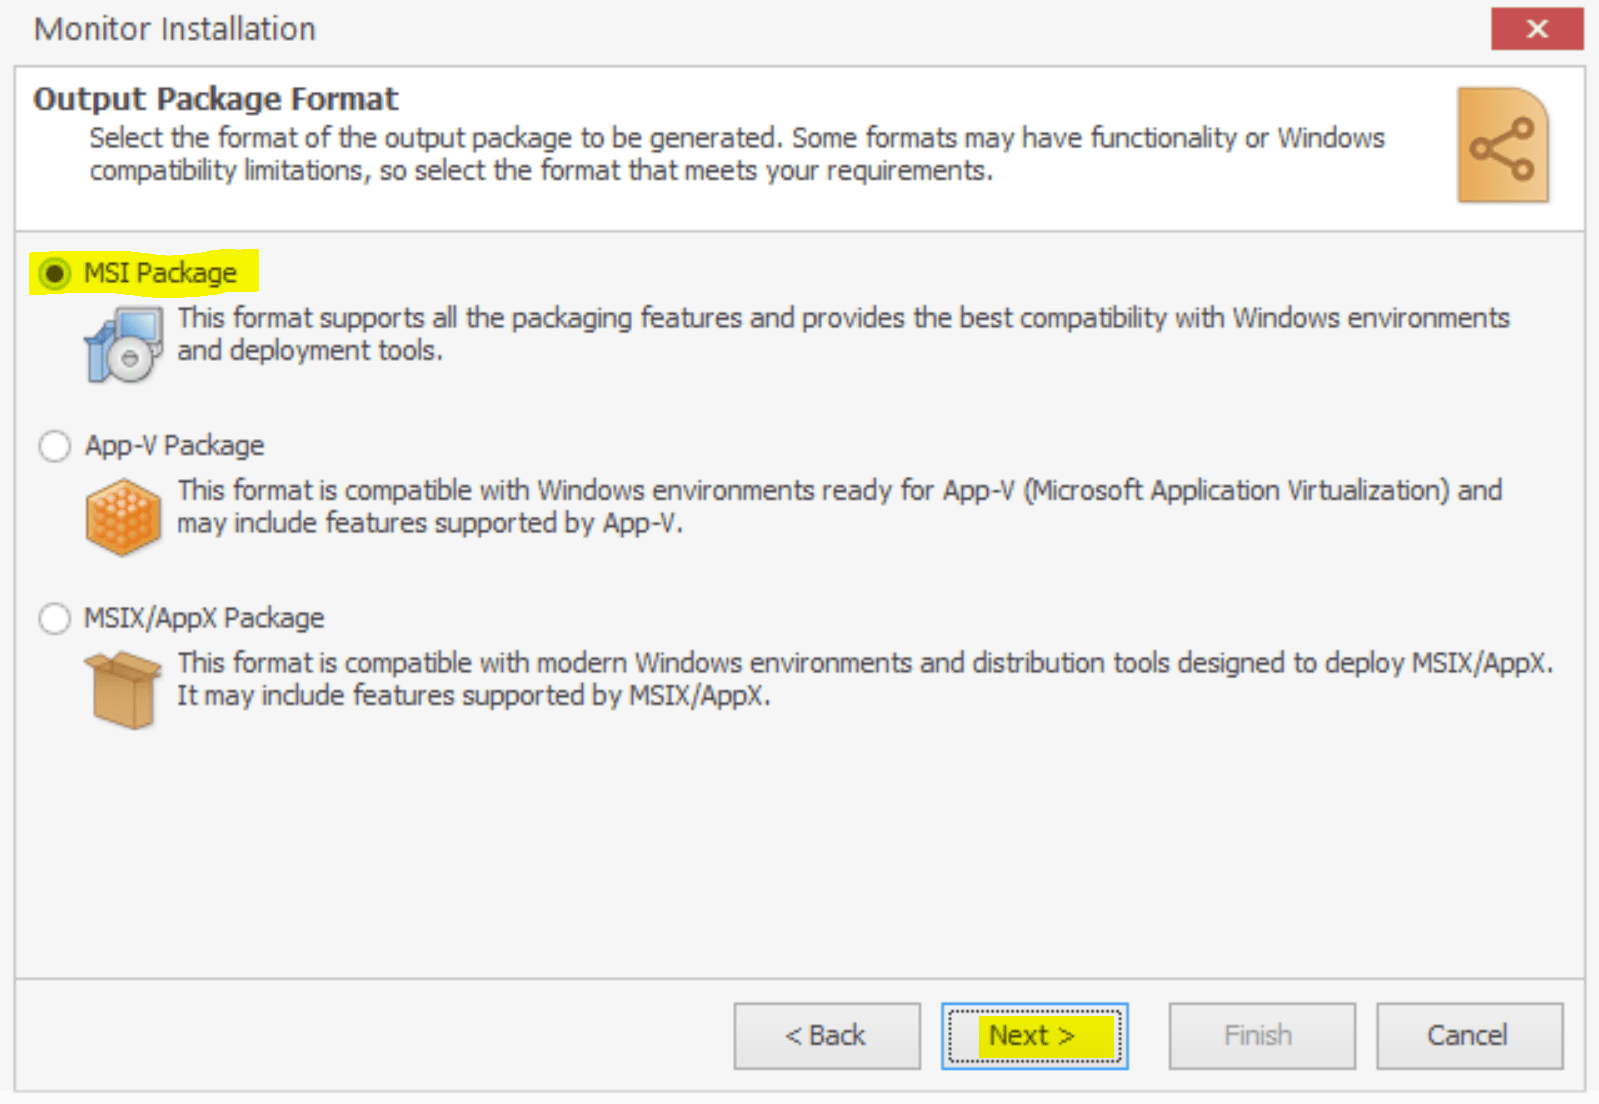 Monitor Installation
Output Package Format
Select the format of the output package to be generated. Some formats may have functionality or Windows
compatibility limitations, so select the format that meets your requirements.
MSI Package
This format supports all the packaging features and provides the best compatibility with Windows environments
and deployment tools.
App-V Package
This format is compatible with Windows environments ready for App-V (Microsoft Application Virtualization) and
may include features supported by App-V.
MSIX/AppX Package
This format is compatible with modern Windows environments and distribution tools designed to deploy MSIX/AppX.
It may include features supported by MSIX/AppX.
< Back
Next >
Finish
Cancel